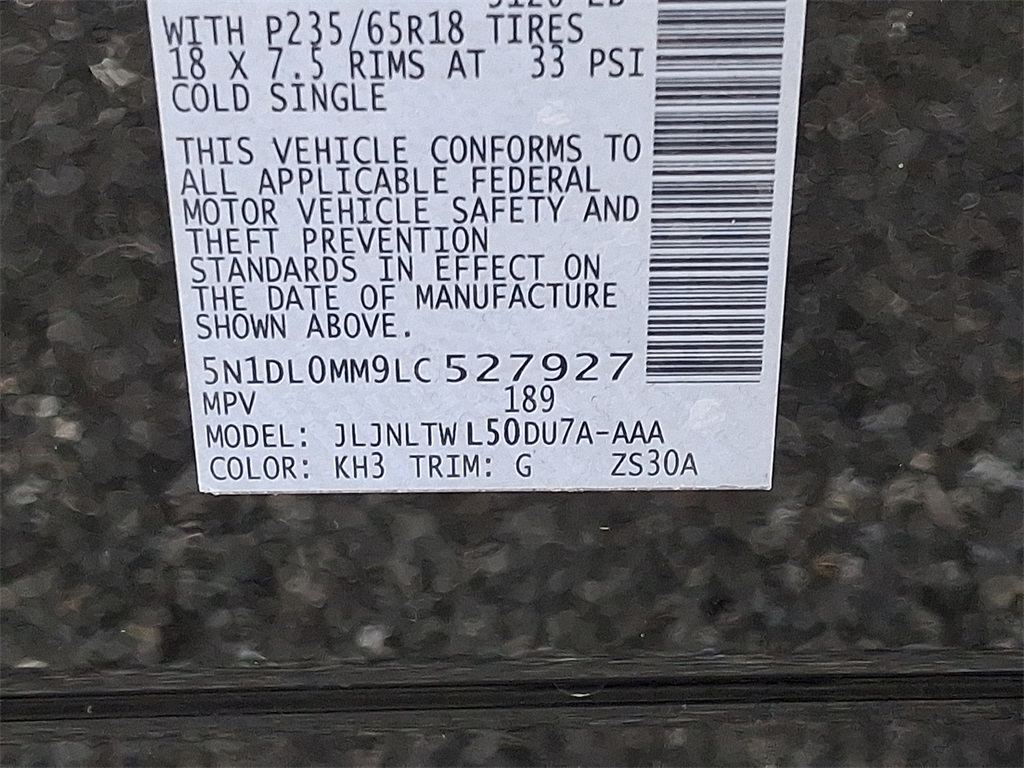 WITH P235/65R18 TIRES
18 X 7.5 RIMS AT 33 PSI
COLD SINGLE
THIS VEHICLE CONFORMS TO
ALL APPLICABLE FEDERAL
MOTOR VEHICLE SAFETY AND
THEFT PREVENTION
STANDARDS IN EFFECT ON
THE DATE OF MANUFACTURE
SHOWN ABOVE.
5N1DL0MM9LC527927
MPV 189
MODEL: JLJNLTWL50DU7A-AAA
COLOR: KH3 TRIM: G ZS30A